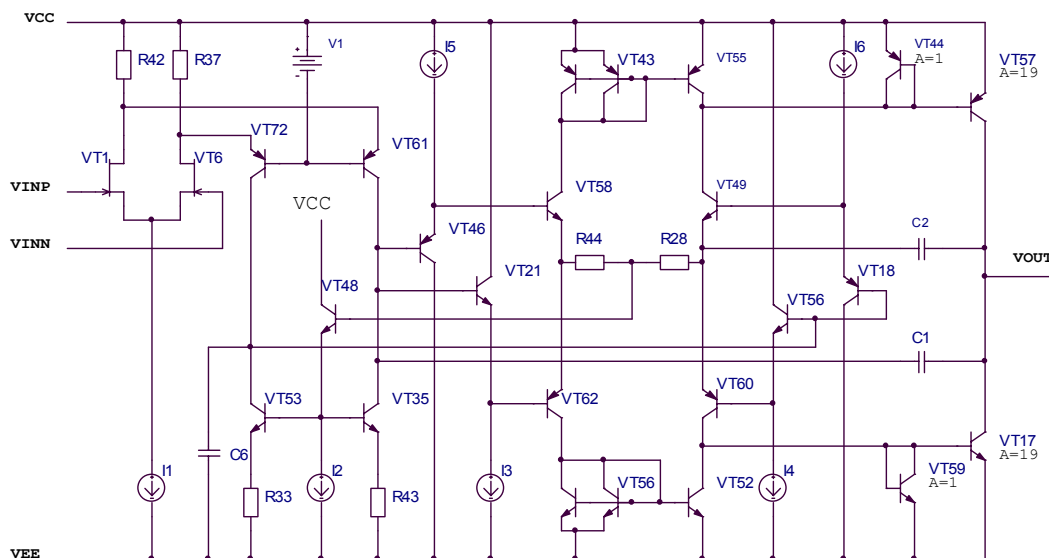 VCC
R42
R37
V1
I5
VT43
VT55
I6
VT44
A=1
VT57
A=19
VT72
VT61
VT1
VT6
VINP
VINN
VCC
VT58
VT49
VT46
R44
R28
C2
VOUT
VT48
VT21
VT56
VT18
C1
VT53
VT35
VT62
VT60
C6
I1
I2
I3
VT56
VT52
I4
VT59
A=1
VT17
A=19
R33
R43
VEE